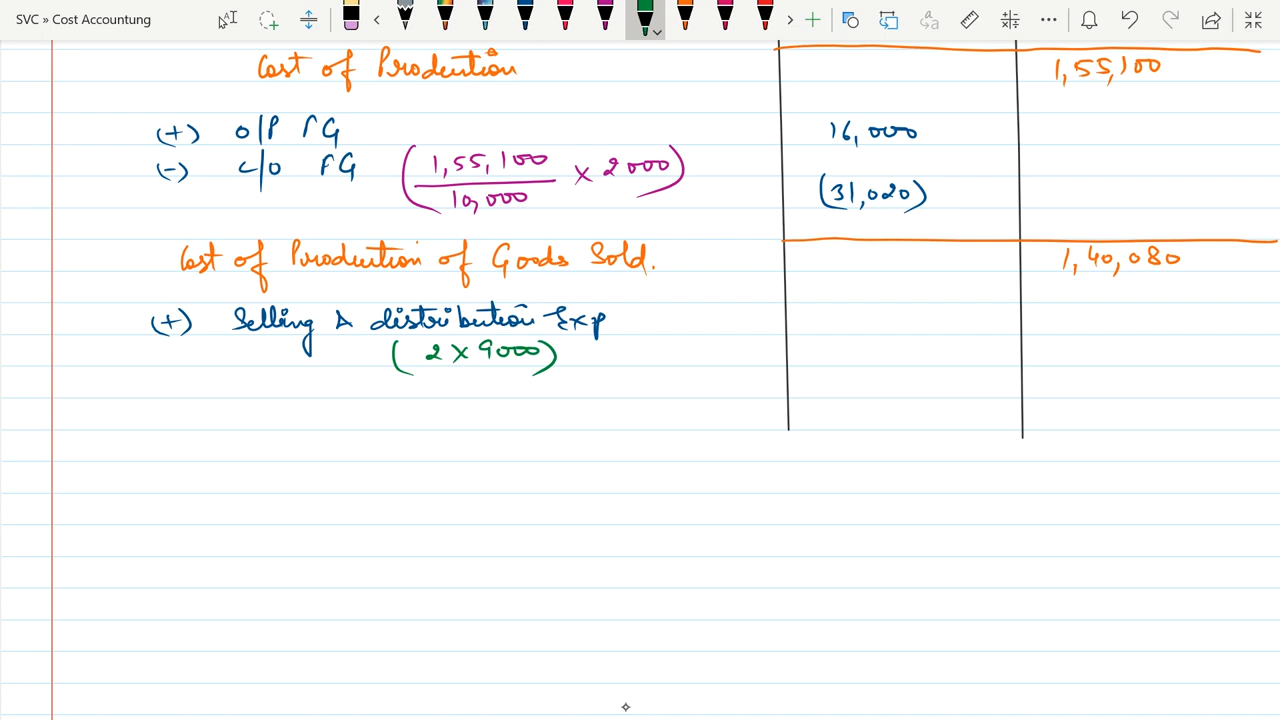 SVC » Cost Accountung
Cost of Production 1,55,100
(+) O/P FG 16,000
(-) C/O FG (1,55,100 / 10,000 × 2000) (31,020)
Cost of Production of Goods Sold. 1,40,080
(+) Selling & distribution Exp
(2 × 9000)